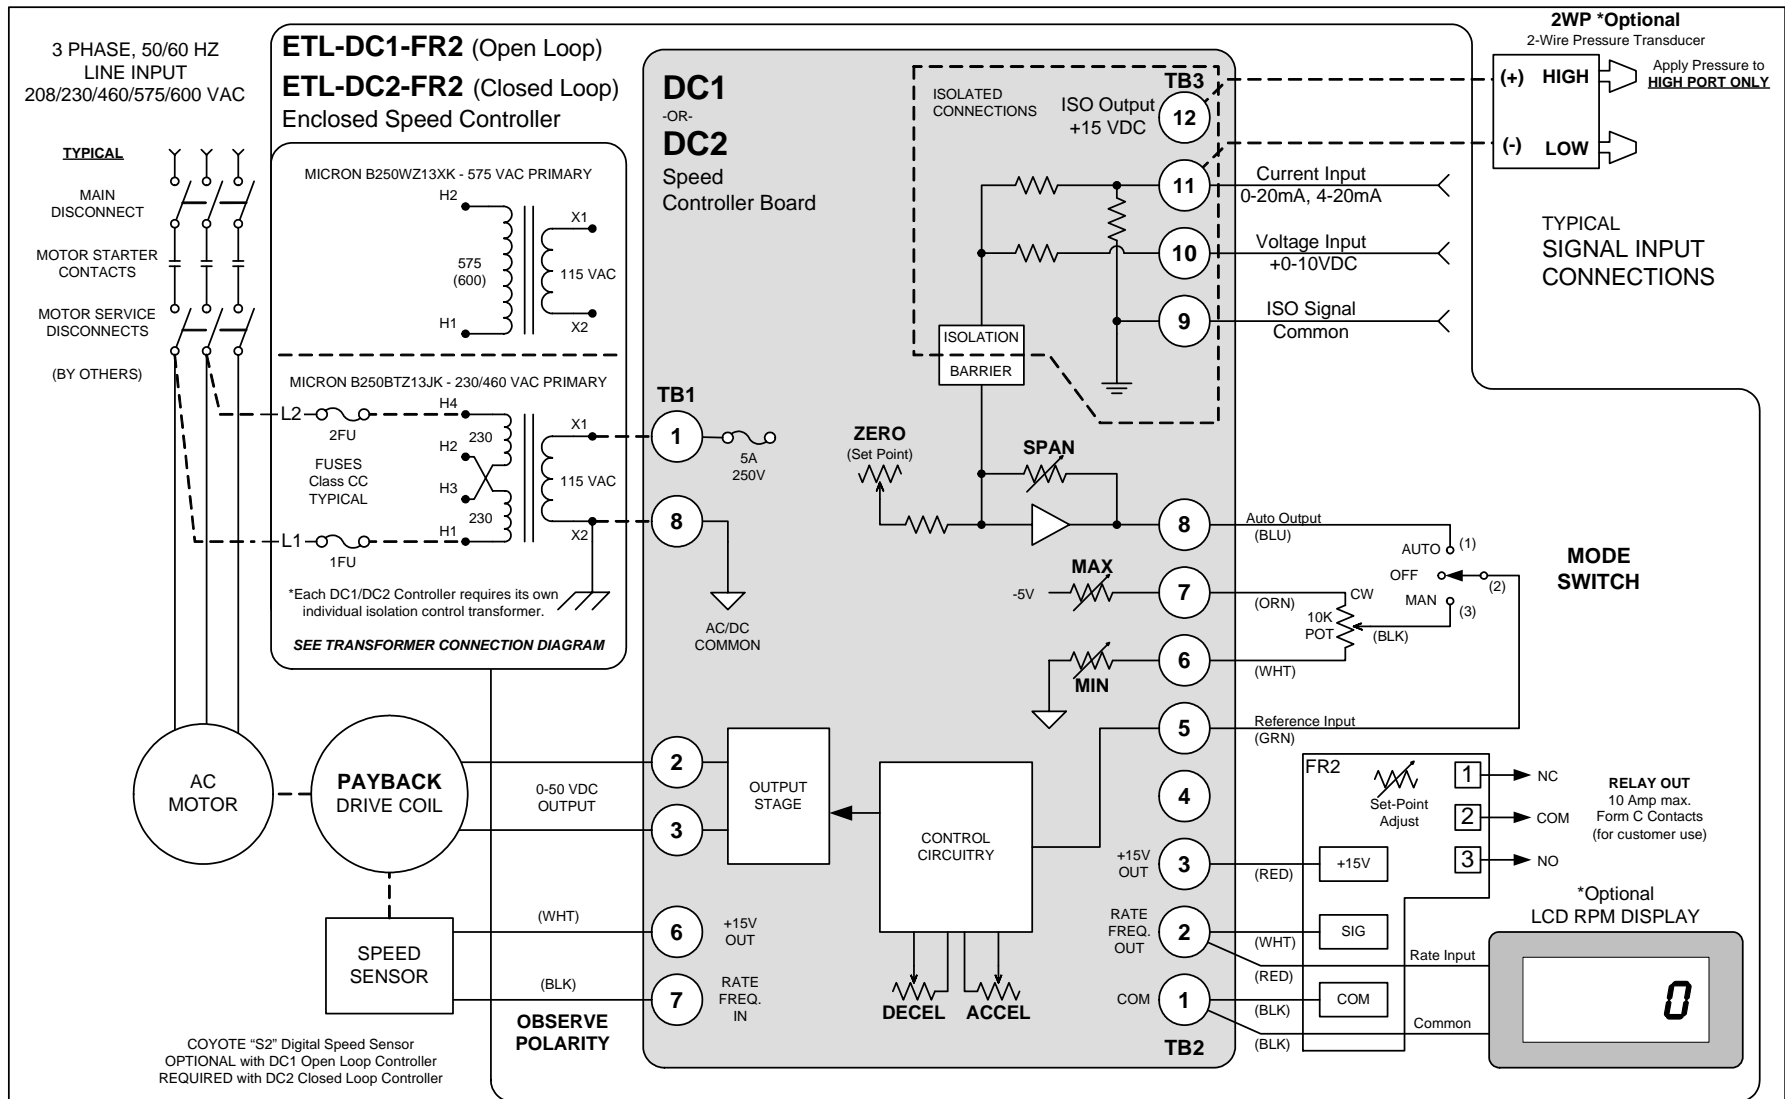 3 PHASE, 50/60 HZ
LINE INPUT
208/230/460/575/600 VAC
TYPICAL
MAIN
DISCONNECT
MOTOR STARTER
CONTACTS
MOTOR SERVICE
DISCONNECTS
(BY OTHERS)
ETL-DC1-FR2 (Open Loop)
ETL-DC2-FR2 (Closed Loop)
Enclosed Speed Controller
MICRON B250WZ13XK - 575 VAC PRIMARY
H2
X1
575
(600)
115 VAC
H1
X2
MICRON B250BTZ13JK - 230/460 VAC PRIMARY
L2
2FU
H4
230
X1
H2
FUSES
Class CC
TYPICAL
H3
115 VAC
230
L1
1FU
H1
X2
*Each DC1/DC2 Controller requires its own
individual isolation control transformer.
SEE TRANSFORMER CONNECTION DIAGRAM
DC1
-OR-
DC2
Speed
Controller Board
TB1
1
5A
250V
8
AC/DC
COMMON
ISOLATED
CONNECTIONS
TB3
ISO Output
+15 VDC
12
11
10
9
ISOLATION
BARRIER
Current Input
0-20mA, 4-20mA
Voltage Input
+0-10VDC
ISO Signal
Common
2WP *Optional
2-Wire Pressure Transducer
(+) HIGH
(-) LOW
Apply Pressure to
HIGH PORT ONLY
TYPICAL
SIGNAL INPUT
CONNECTIONS
ZERO
(Set Point)
SPAN
8
Auto Output
(BLU)
AUTO (1)
OFF
(2)
MAN
(3)
MODE
SWITCH
MAX
-5V
7
(ORN)
CW
10K
POT
(BLK)
6
(WHT)
MIN
5
Reference Input
(GRN)
4
AC
MOTOR
PAYBACK
DRIVE COIL
0-50 VDC
OUTPUT
2
3
OUTPUT
STAGE
CONTROL
CIRCUITRY
DECEL
ACCEL
SPEED
SENSOR
(WHT)
6
+15V
OUT
(BLK)
7
RATE
FREQ.
IN
OBSERVE
POLARITY
COYOTE “S2” Digital Speed Sensor
OPTIONAL with DC1 Open Loop Controller
REQUIRED with DC2 Closed Loop Controller
+15V
OUT
3
(RED)
RATE
FREQ.
OUT
2
(WHT)
(RED)
COM
1
(BLK)
(BLK)
TB2
FR2
Set-Point
Adjust
1
NC
2
COM
3
NO
+15V
SIG
COM
Rate Input
Common
RELAY OUT
10 Amp max.
Form C Contacts
(for customer use)
*Optional
LCD RPM DISPLAY
0